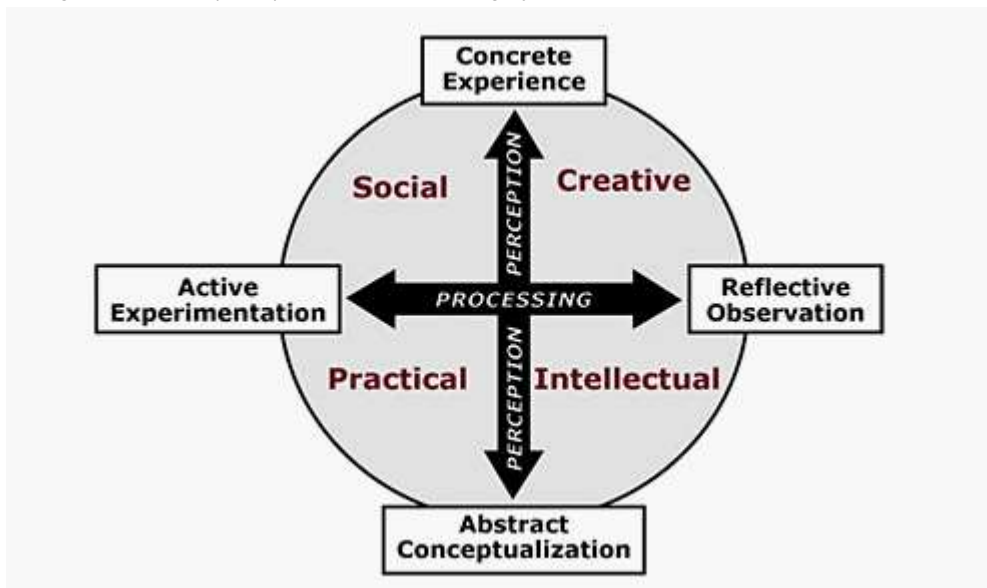 Concrete
Experience
PERCEPTION
Social
Creative
Active
Experimentation
PROCESSING
Reflective
Observation
Practical
PERCEPTION
Intellectual
Abstract
Conceptualization